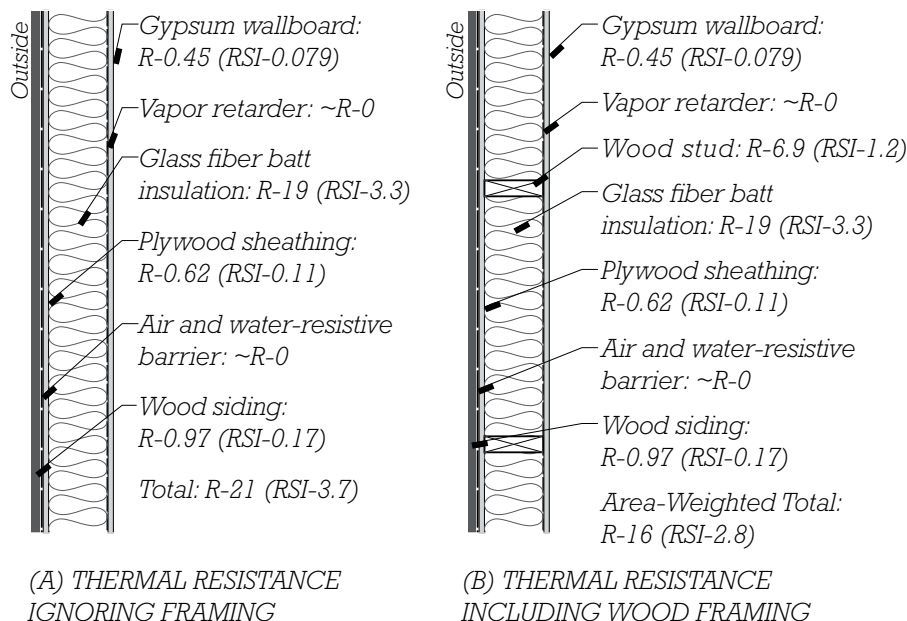 Outside
Gypsum wallboard:
R-0.45 (RSI-0.079)
Vapor retarder: ~R-0
Glass fiber batt
insulation: R-19 (RSI-3.3)
Plywood sheathing:
R-0.62 (RSI-0.11)
Air and water-resistive
barrier: ~R-0
Wood siding:
R-0.97 (RSI-0.17)
Total: R-21 (RSI-3.7)
(A) THERMAL RESISTANCE
IGNORING FRAMING
Outside
Gypsum wallboard:
R-0.45 (RSI-0.079)
Vapor retarder: ~R-0
Wood stud: R-6.9 (RSI-1.2)
Glass fiber batt
insulation: R-19 (RSI-3.3)
Plywood sheathing:
R-0.62 (RSI-0.11)
Air and water-resistive
barrier: ~R-0
Wood siding:
R-0.97 (RSI-0.17)
Area-Weighted Total:
R-16 (RSI-2.8)
(B) THERMAL RESISTANCE
INCLUDING WOOD FRAMING